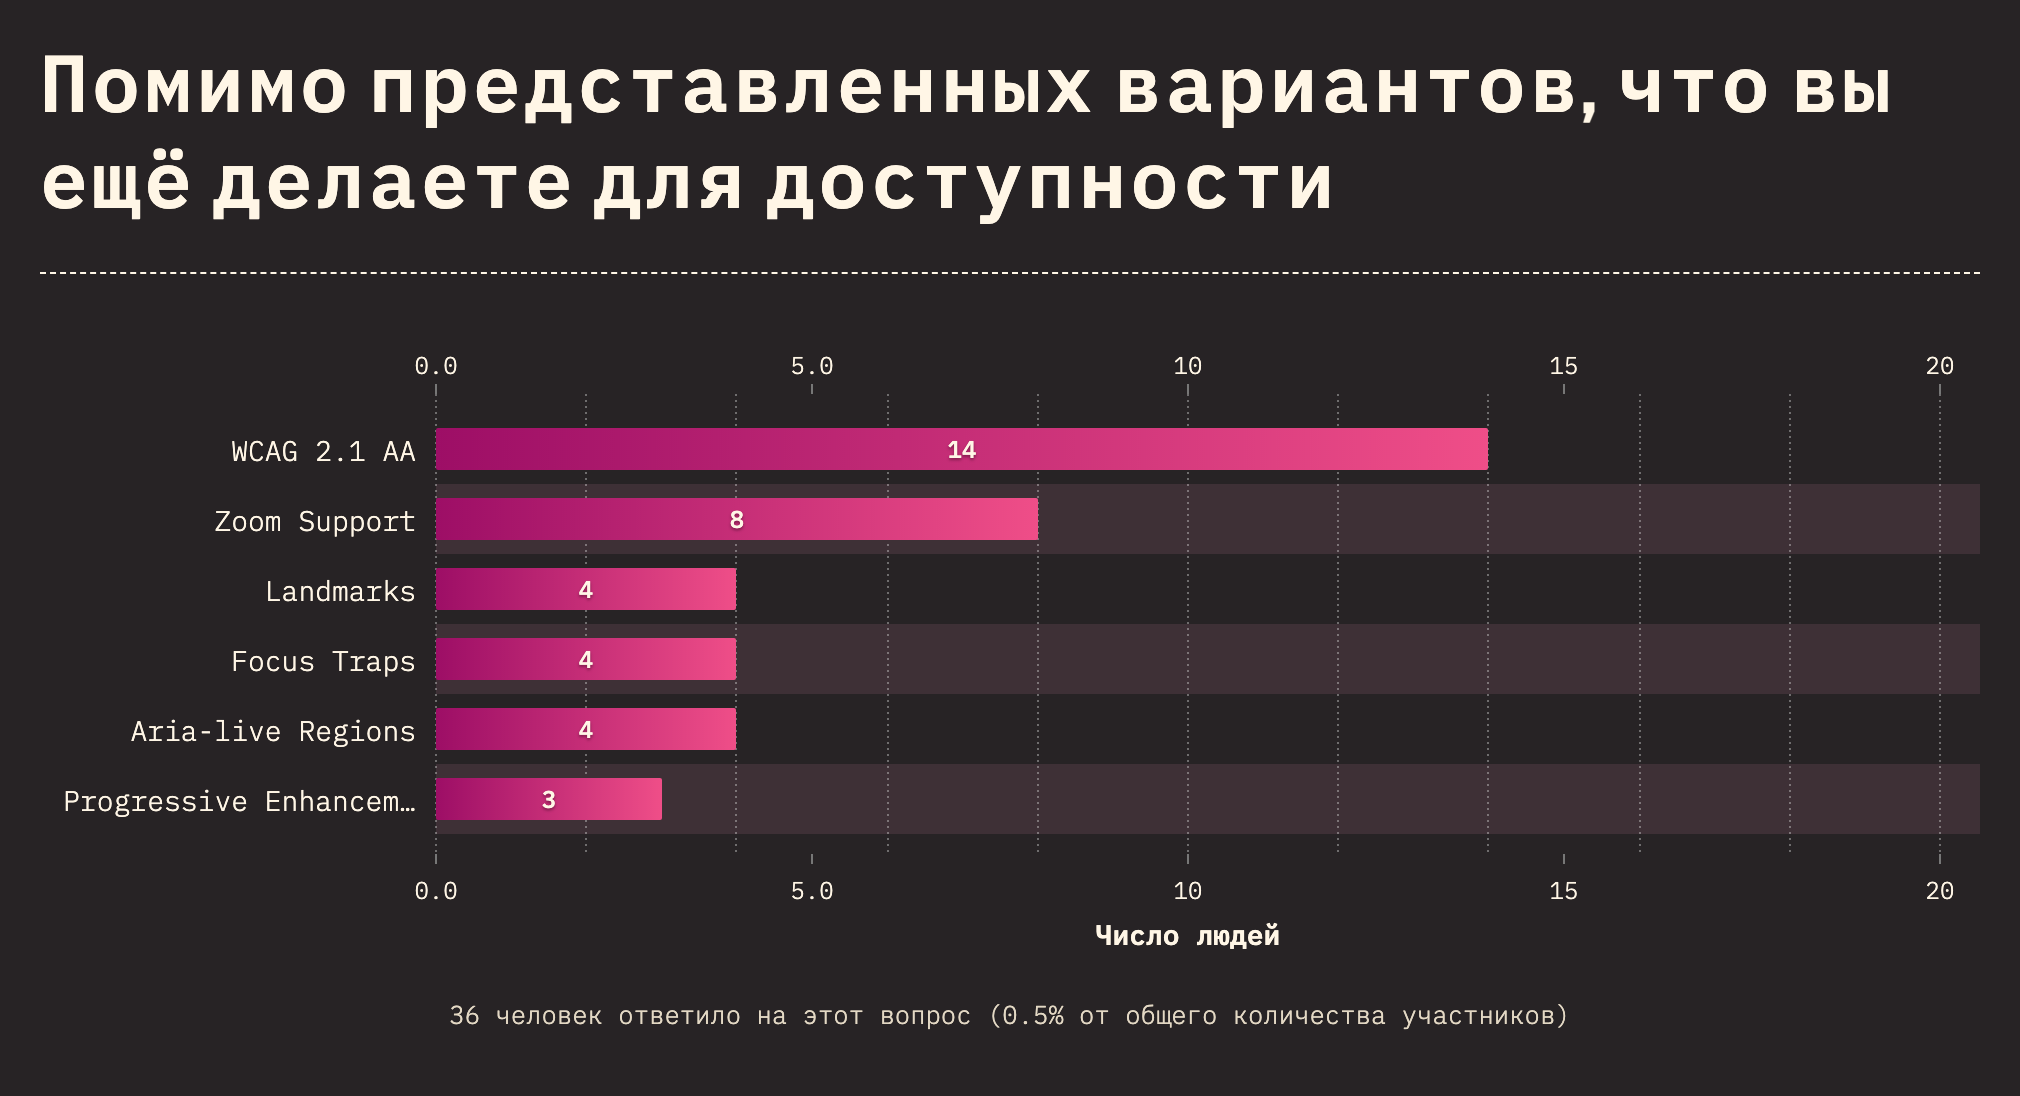 Помимо представленных вариантов, что вы
ещё делаете для доступности
0.0 5.0 10 15 20
WCAG 2.1 AA 14
Zoom Support 8
Landmarks 4
Focus Traps 4
Aria-live Regions 4
Progressive Enhancem… 3
0.0 5.0 10 15 20
Число людей
36 человек ответило на этот вопрос (0.5% от общего количества участников)